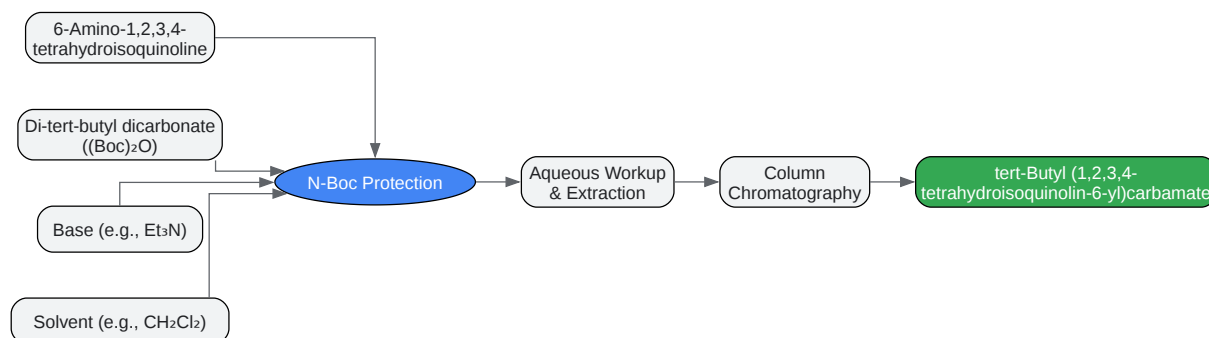 6-Amino-1,2,3,4-
tetrahydroisoquinoline
Di-tert-butyl dicarbonate
((Boc)₂O)
Base (e.g., Et₃N)
Solvent (e.g., CH₂Cl₂)
N-Boc Protection
Aqueous Workup
& Extraction
Column
Chromatography
tert-Butyl (1,2,3,4-
tetrahydroisoquinolin-6-yl)carbamate